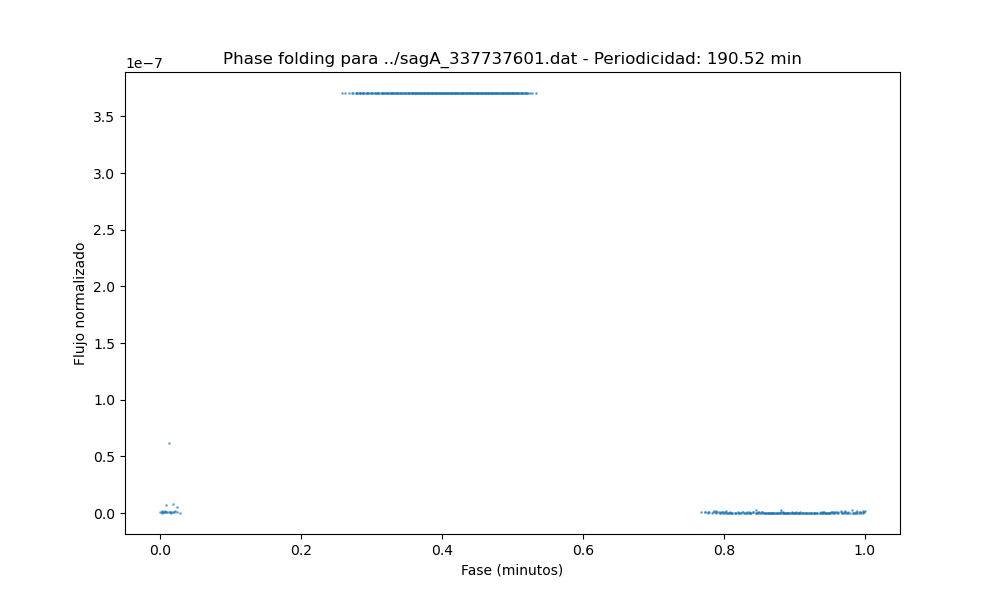 Phase folding para ../sagA_337737601.dat - Periodicidad: 190.52 min
1e−7
3.5
3.0
2.5
2.0
1.5
1.0
0.5
0.0
Flujo normalizado
0.0 0.2 0.4 0.6 0.8 1.0
Fase (minutos)